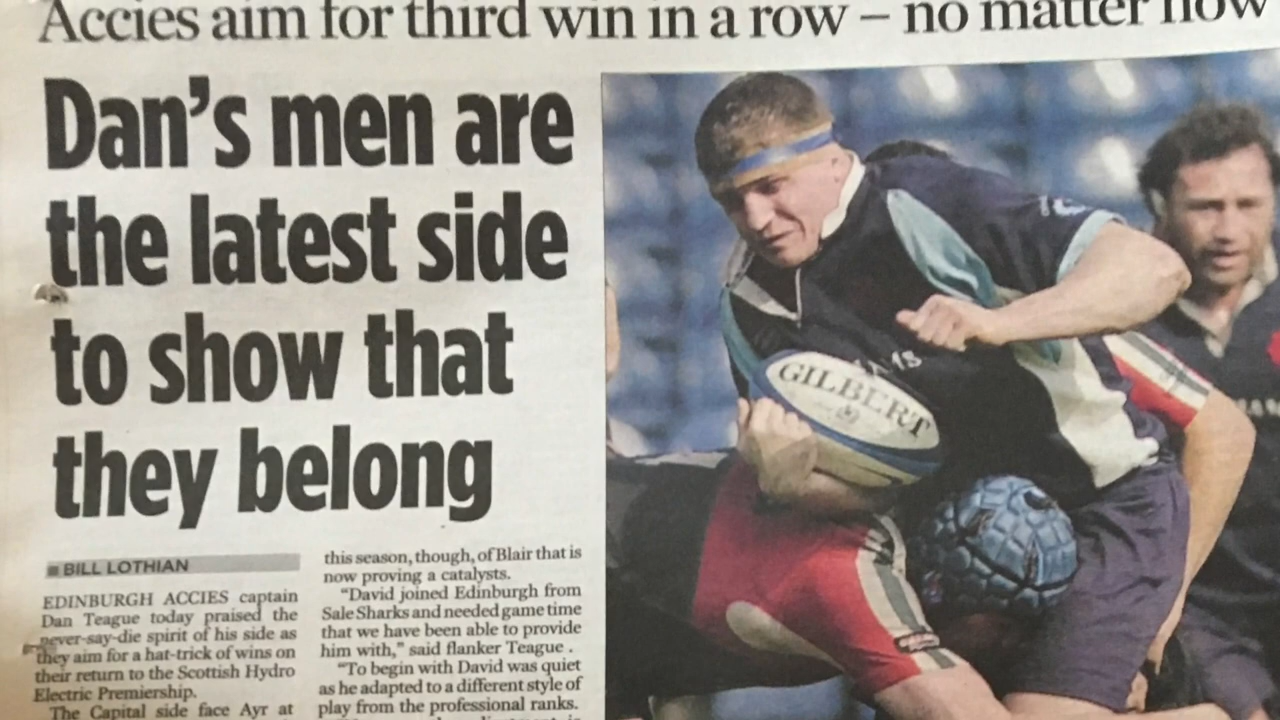 Accies aim for third win in a row – no matter how
Dan's men are
the latest side
to show that
they belong
BILL LOTHIAN
EDINBURGH ACCIES captain
Dan Teague today praised the
never-say-die spirit of his side as
they aim for a hat-trick of wins on
their return to the Scottish Hydro
Electric Premiership.
The Capital side face Ayr at
this season, though, of Blair that is
now proving a catalysts.
“David joined Edinburgh from
Sale Sharks and needed game time
that we have been able to provide
him with,” said flanker Teague .
“To begin with David was quiet
as he adapted to a different style of
play from the professional ranks.
GILBERT